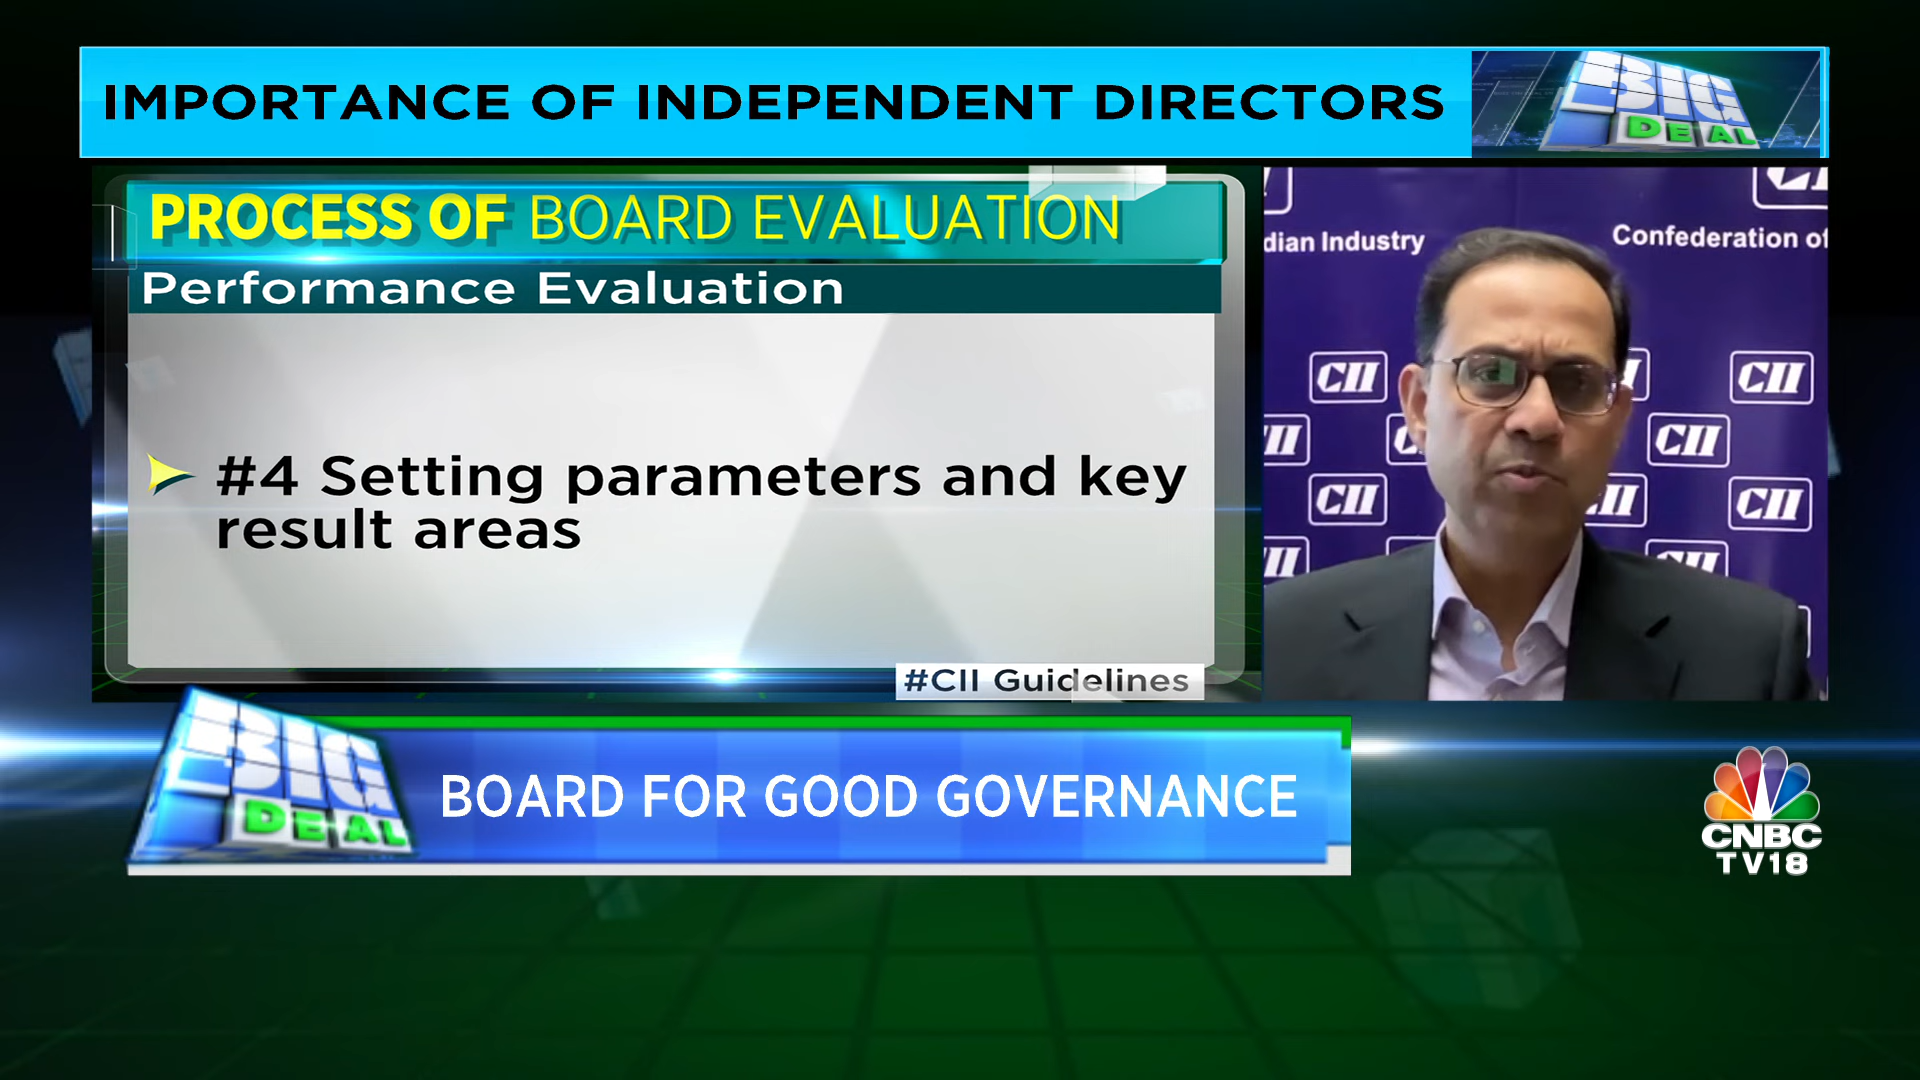 IMPORTANCE OF INDEPENDENT DIRECTORS
BIG
DEAL
PROCESS OF BOARD EVALUATION
Performance Evaluation
#4 Setting parameters and key
result areas
#CII Guidelines
dian Industry
Confederation of
CII
CII
CII
CII
CII
BIG
DEAL
BOARD FOR GOOD GOVERNANCE
CNBC
TV18